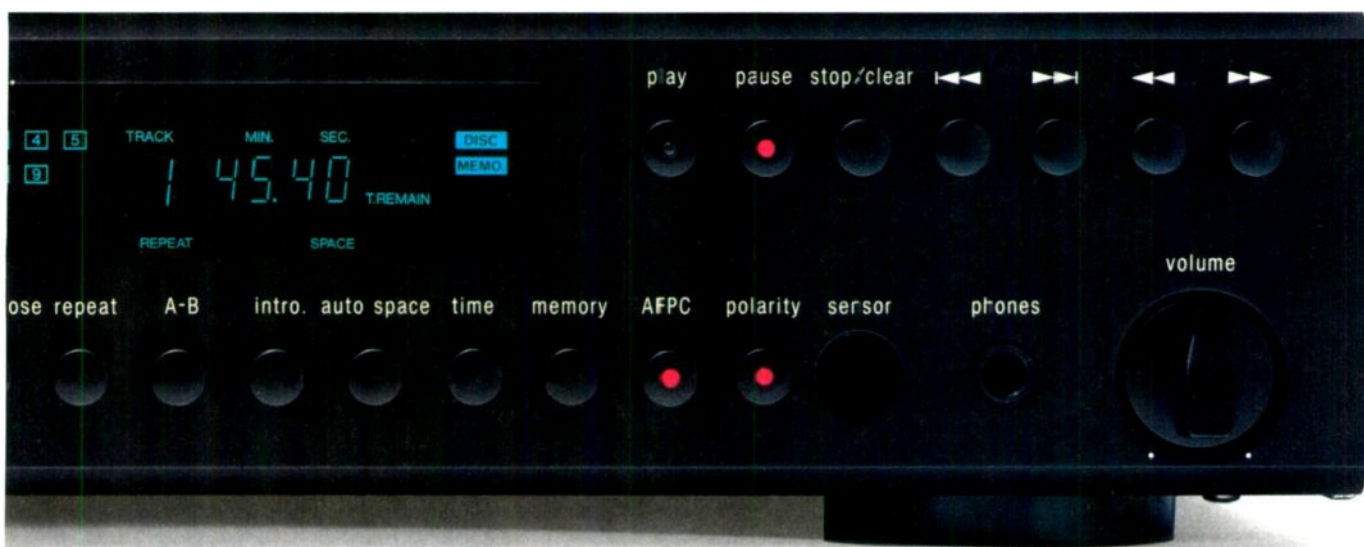 play pause stop/clear
4 5 TRACK MIN. SEC. DISC
9 1 45.40 T.REMAIN MEMO
REPEAT SPACE
volume
ose repeat A-B intro. auto space time memory AFPC polarity sensor phones